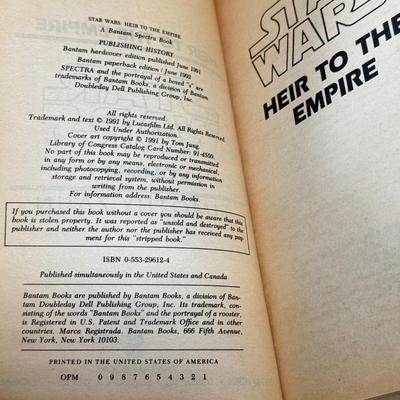 STAR WARS: HEIR TO THE EMPIRE
A Bantam Spectra Book
PUBLISHING HISTORY
Bantam hardcover edition published June 1991
Bantam paperback edition / June 1992
SPECTRA and the portrayal of a boxed "s" are
trademarks of Bantam Books, a division of Bantam
Doubleday Dell Publishing Group, Inc.
All rights reserved.
Trademark and text © 1991 by Lucasfilm Ltd. All Rights Reserved.
Used Under Authorization.
Cover art copyright © 1991 by Tom Jung.
Library of Congress Catalog Card Number: 91-4550.
No part of this book may be reproduced or transmitted
in any form or by any means, electronic or mechanical,
including photocopying, recording, or by any information
storage and retrieval system, without permission in
writing from the publisher.
For information address: Bantam Books.
If you purchased this book without a cover you should be aware that this
book is stolen property. It was reported as "unsold and destroyed" to the
publisher and neither the author nor the publisher has received any pay-
ment for this "stripped book."
ISBN 0-553-29612-4
Published simultaneously in the United States and Canada
Bantam Books are published by Bantam Books, a division of Ban-
tam Doubleday Dell Publishing Group, Inc. Its trademark, con-
sisting of the words "Bantam Books" and the portrayal of a rooster,
is Registered in U.S. Patent and Trademark Office and in other
countries. Marca Registrada. Bantam Books, 666 Fifth Avenue,
New York, New York 10103.
PRINTED IN THE UNITED STATES OF AMERICA
OPM 0 9 8 7 6 5 4 3 2 1
STAR
WARS
HEIR TO THE
EMPIRE